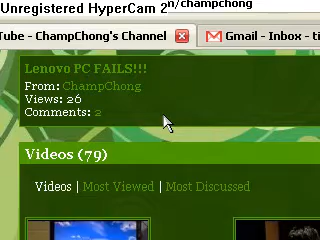 Unregistered HyperCam 2
n/champchong
Tube - ChampChong's Channel
Gmail - Inbox - ti
Lenovo PC FAILS!!!
From: ChampChong
Views: 26
Comments: 2
Videos (79)
Videos | Most Viewed | Most Discussed